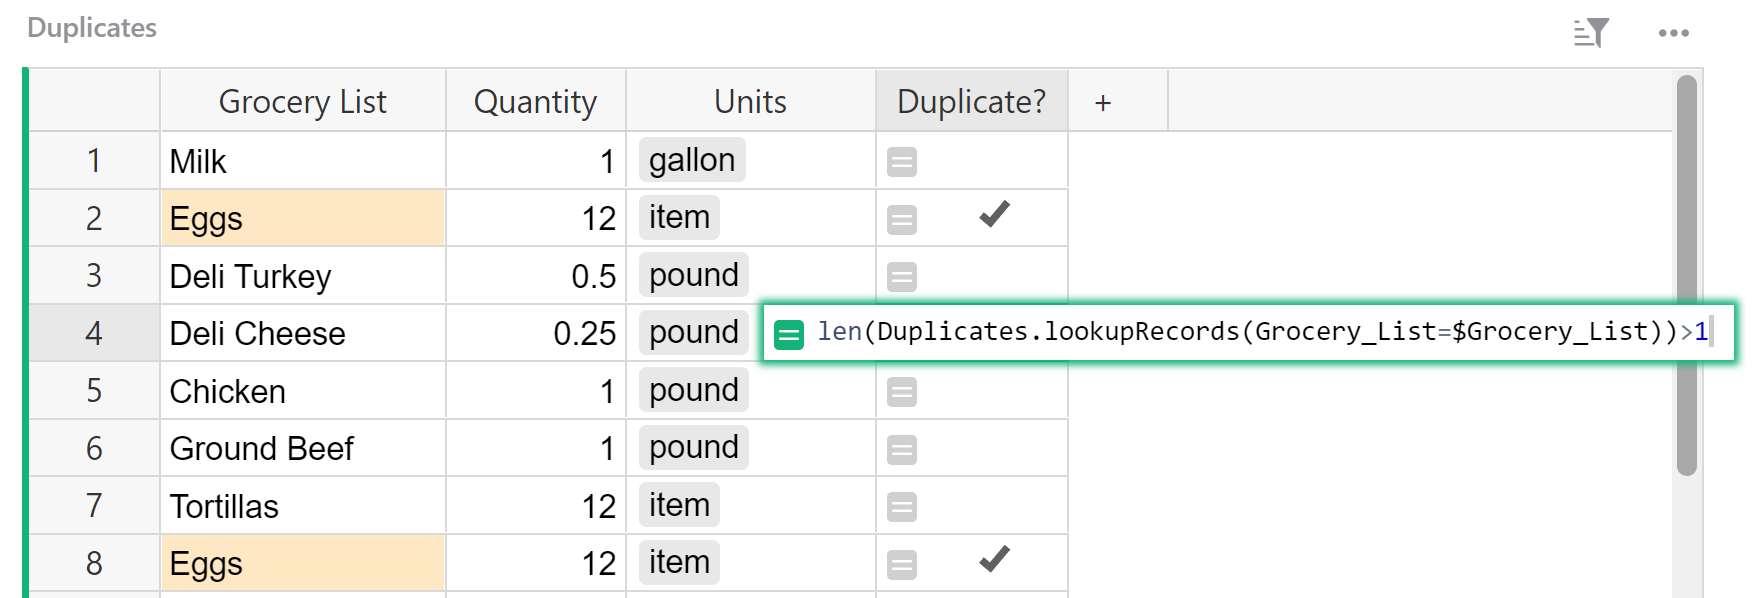 Duplicates
Grocery List Quantity Units Duplicate? +
1 Milk 1 gallon =
2 Eggs 12 item = ✔
3 Deli Turkey 0.5 pound =
4 Deli Cheese 0.25 pound = len(Duplicates.lookupRecords(Grocery_List=$Grocery_List))>1
5 Chicken 1 pound =
6 Ground Beef 1 pound =
7 Tortillas 12 item =
8 Eggs 12 item = ✔